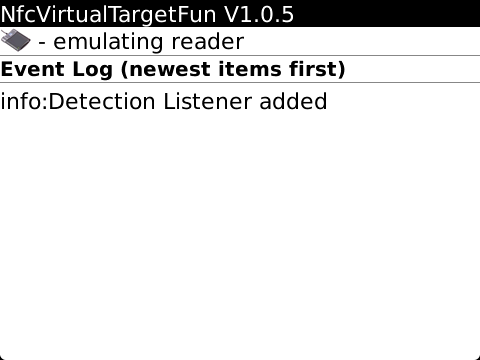 NfcVirtualTargetFun V1.0.5
- emulating reader
Event Log (newest items first)
info:Detection Listener added